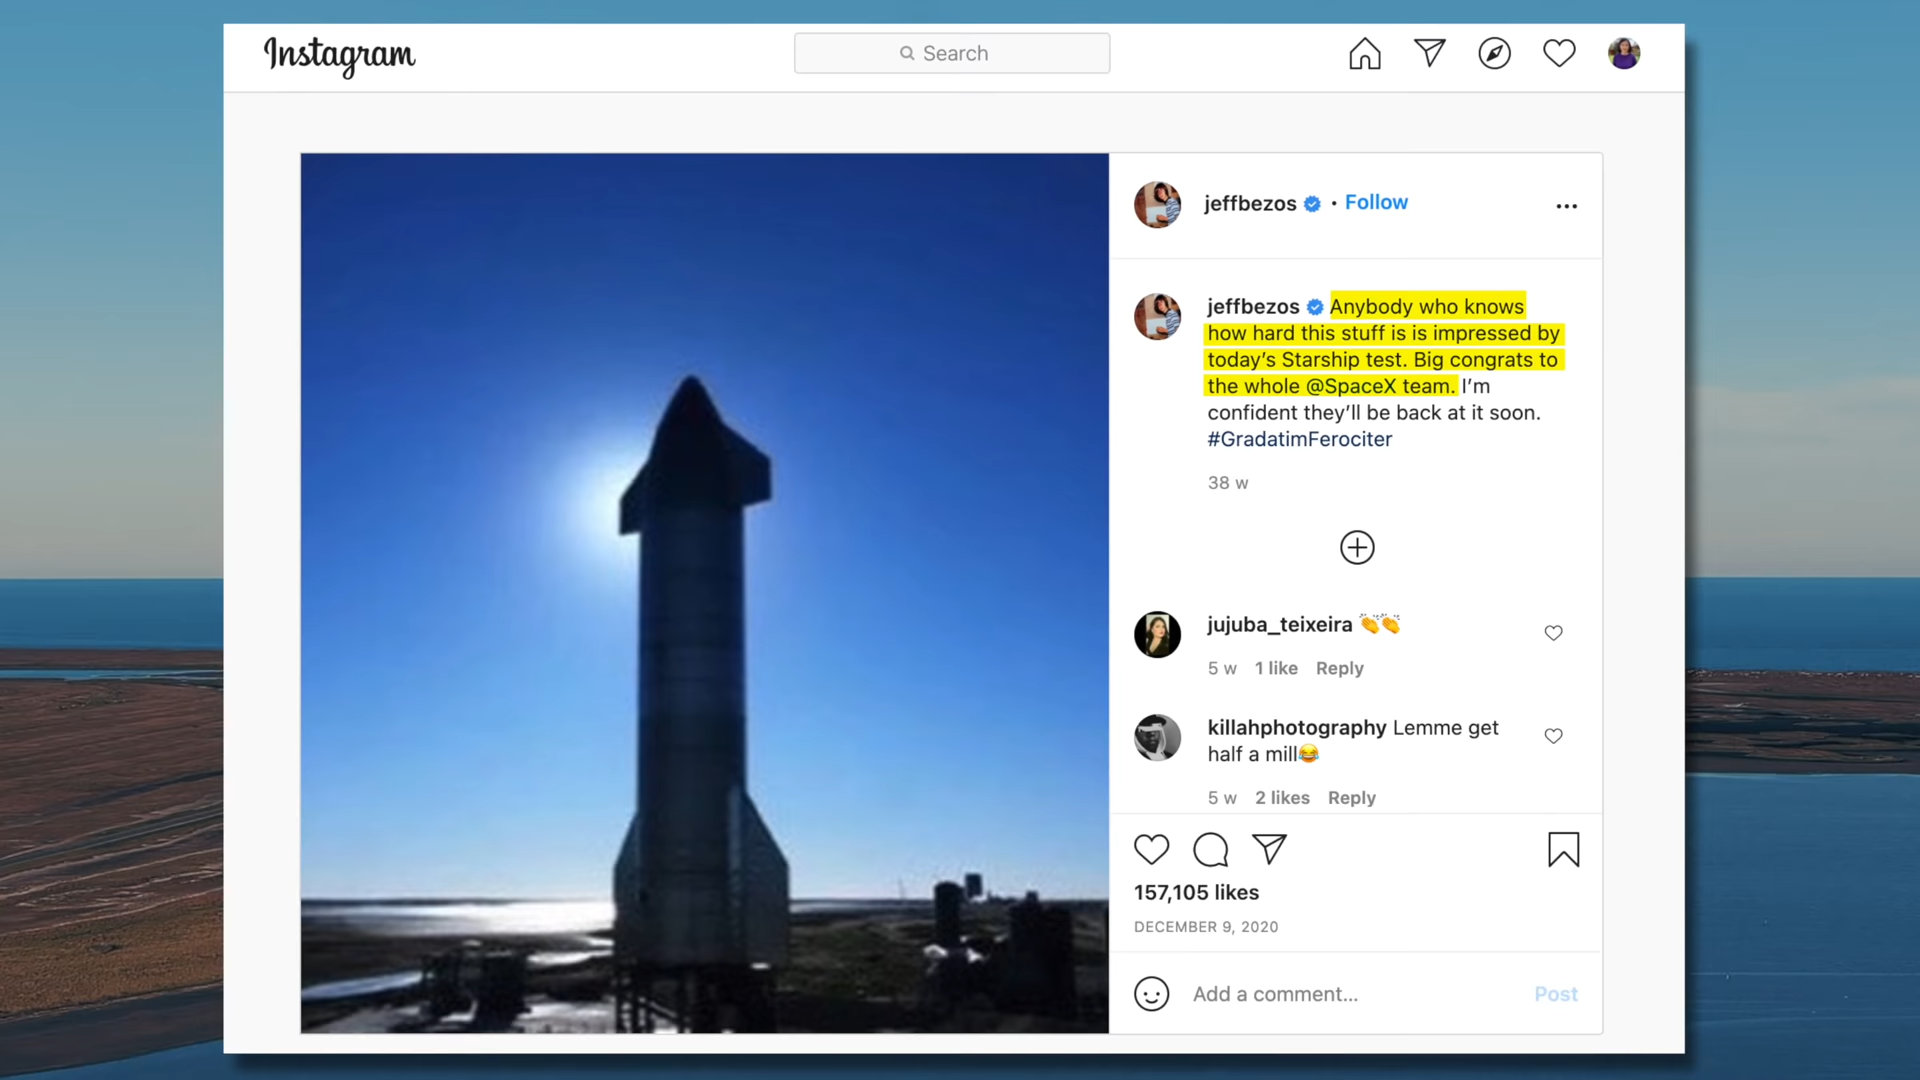 Instagram
Search
jeffbezos • Follow
jeffbezos Anybody who knows
how hard this stuff is is impressed by
today’s Starship test. Big congrats to
the whole @SpaceX team. I’m
confident they’ll be back at it soon.
#GradatimFerociter
38 w
jujuba_teixeira 👏👏
5 w 1 like Reply
killahphotography Lemme get
half a mill😂
5 w 2 likes Reply
157,105 likes
DECEMBER 9, 2020
Add a comment... Post